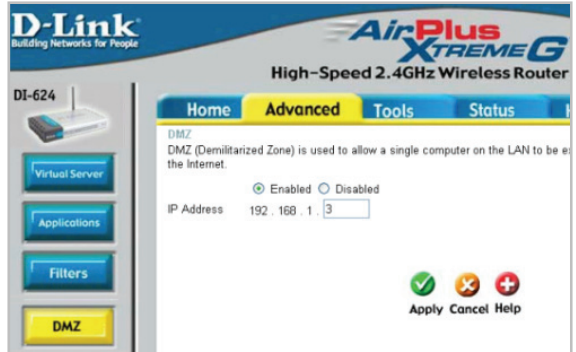 D-Link
Building Networks for People
AirPlus
XTREME G
High-Speed 2.4GHz Wireless Router
DI-624
Home Advanced Tools Status
DMZ
DMZ (Demilitarized Zone) is used to allow a single computer on the LAN to be
the Internet.
Enabled Disabled
IP Address 192 . 168 . 1 . 3
Virtual Server
Applications
Filters
DMZ
Apply Cancel Help